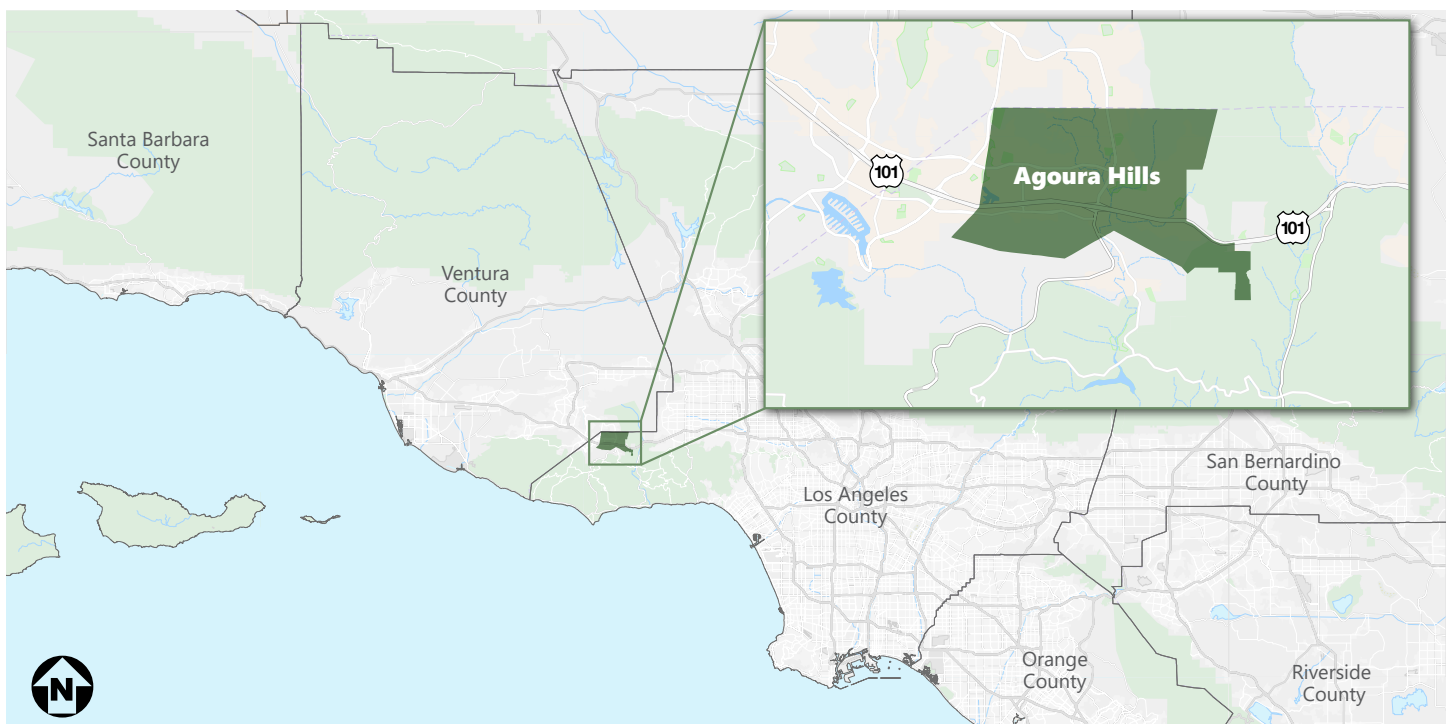 Santa Barbara
County
Ventura
County
101
Agoura Hills
101
Los Angeles
County
San Bernardino
County
Orange
County
Riverside
County
N